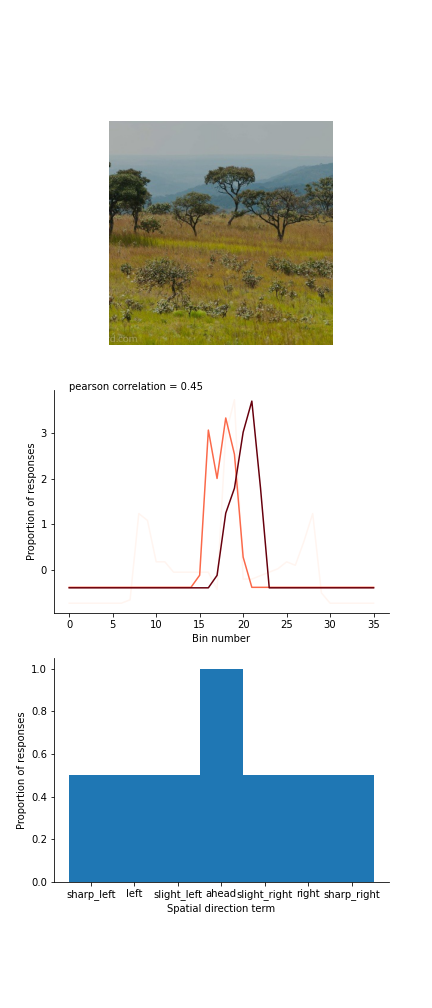 d.com
pearson correlation = 0.45
Proportion of responses
3
2
1
0
0 5 10 15 20 25 30 35
Bin number
Proportion of responses
1.0
0.8
0.6
0.4
0.2
0.0
sharp_left left slight_left ahead slight_right right sharp_right
Spatial direction term